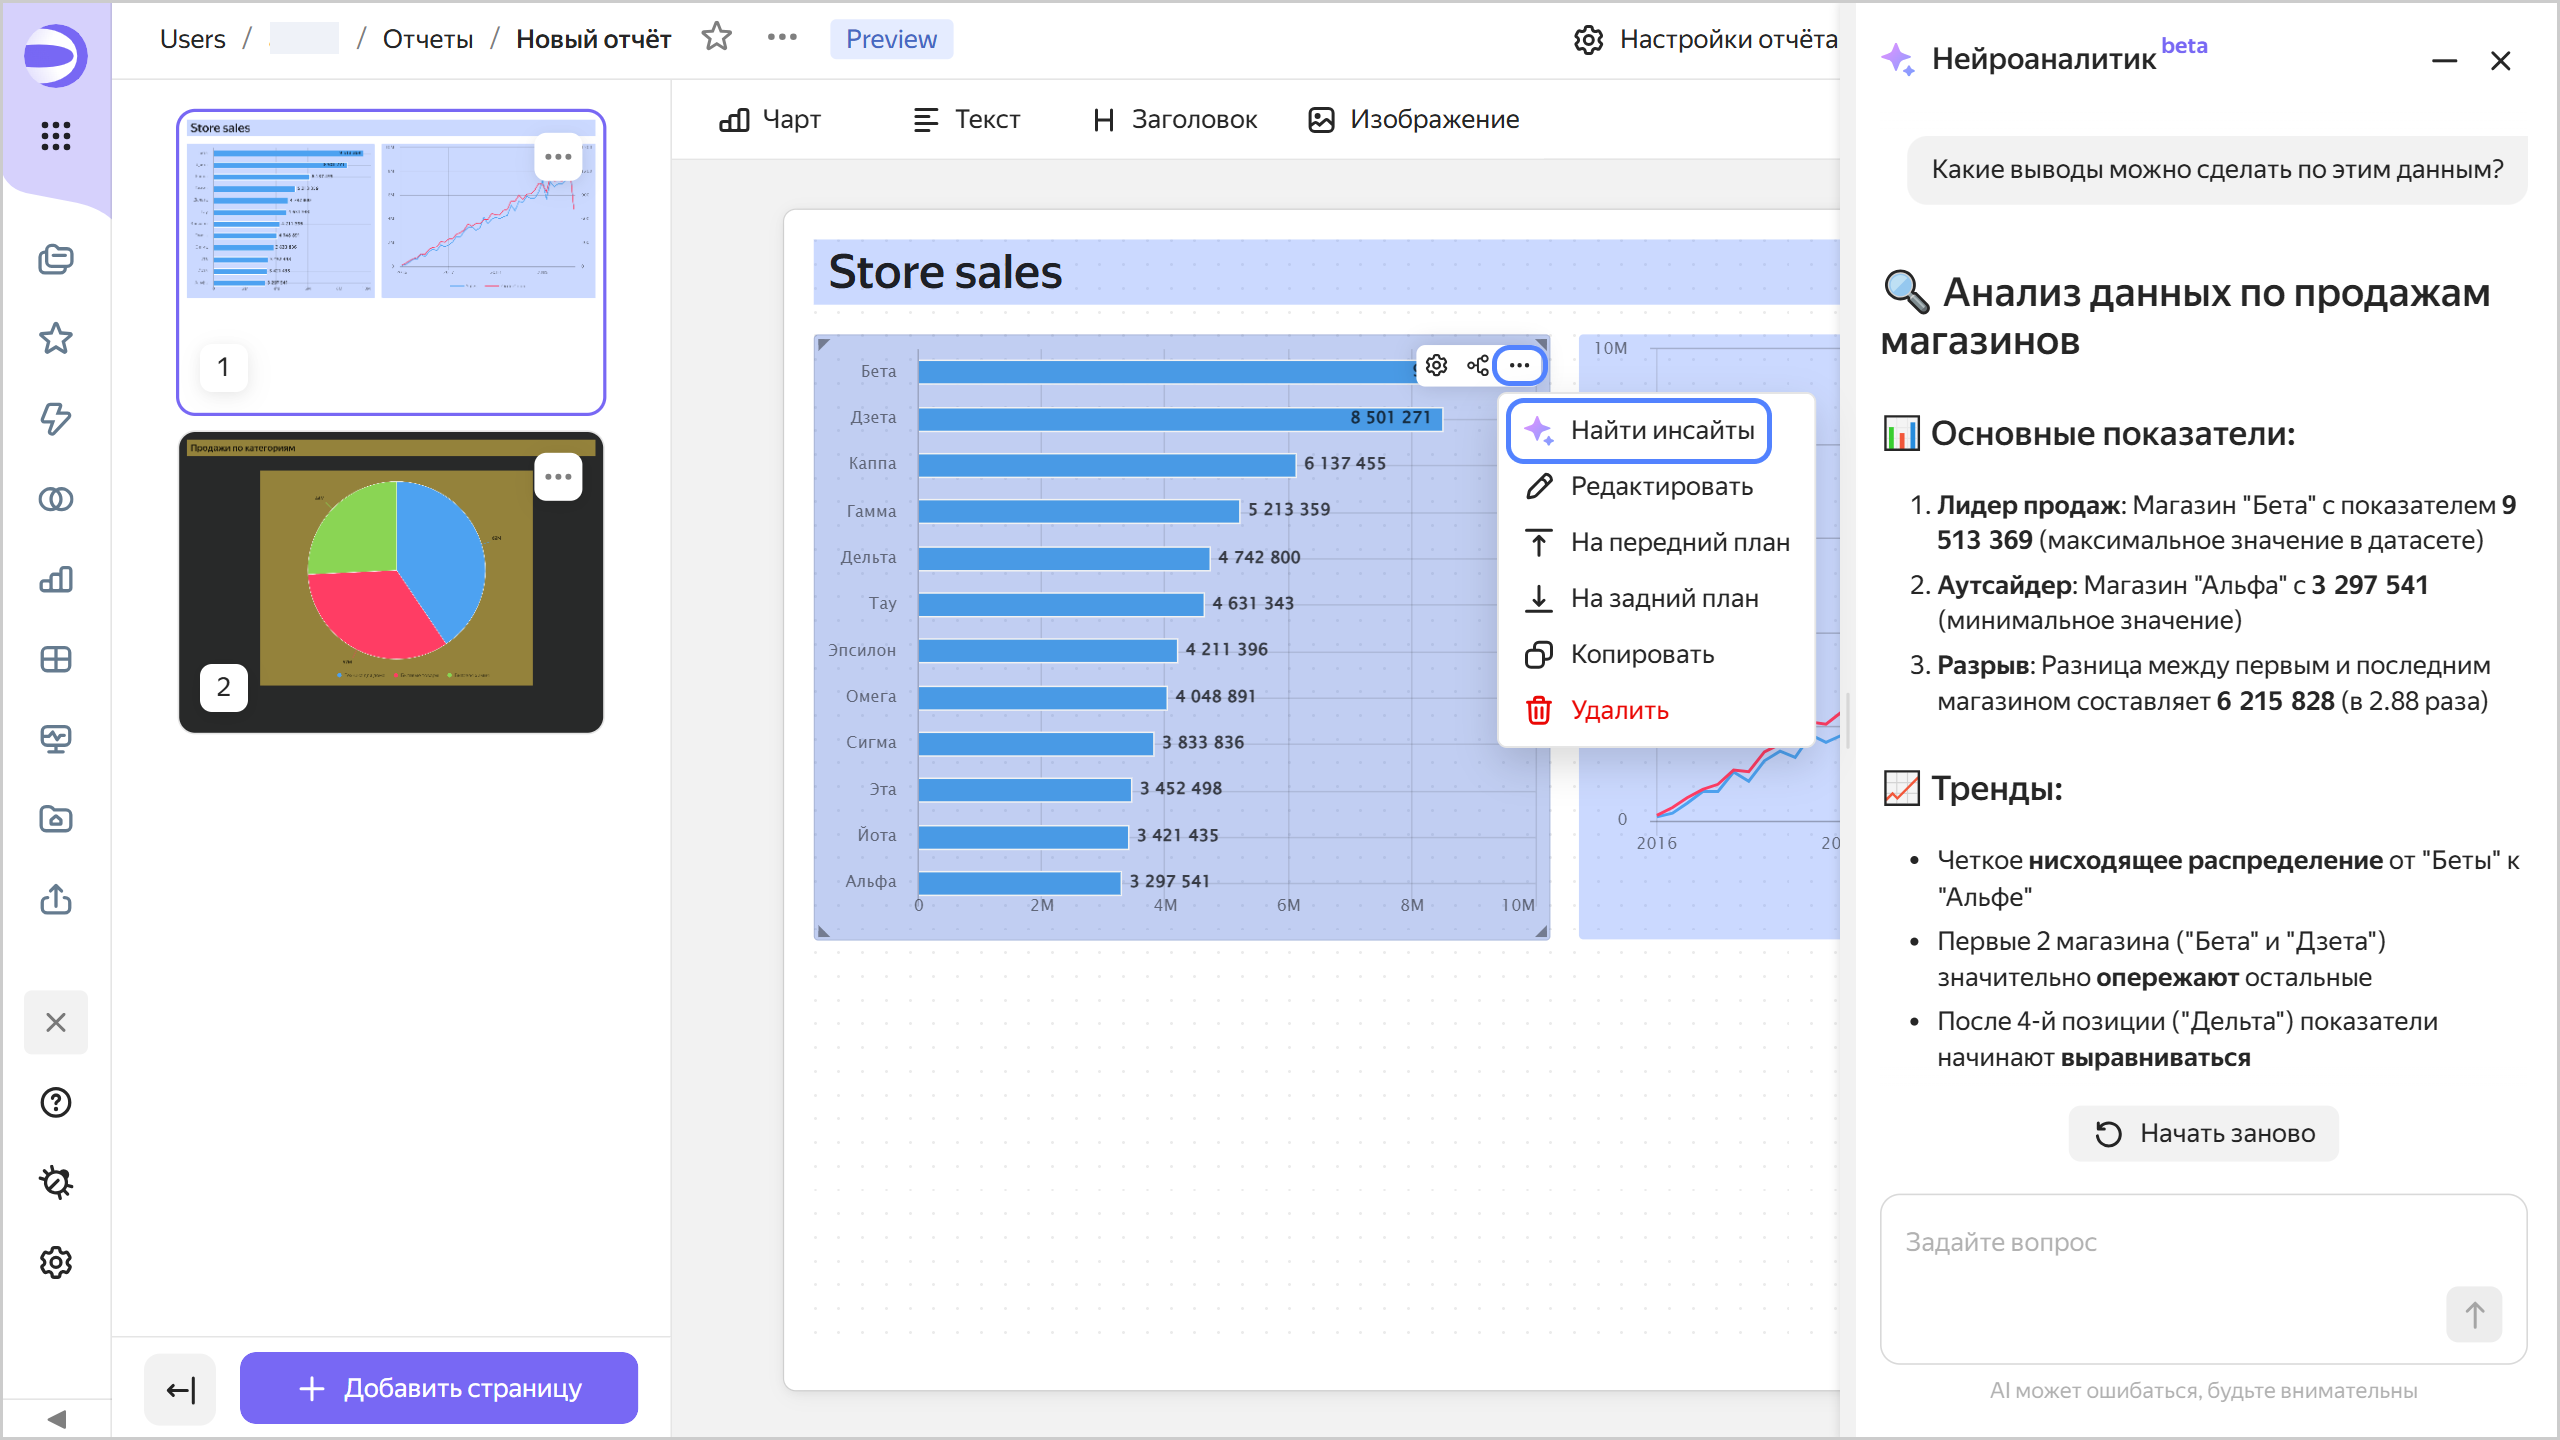 Users / / Отчеты / Новый отчёт
Preview
Настройки отчёта
Store sales
1
Продажи по категориям
2
Добавить страницу
Чарт
Текст
Заголовок
Изображение
Store sales
Бета
Дзета 8 501 271
Каппа 6 137 455
Гамма 5 213 359
Дельта 4 742 800
Тау 4 631 343
Эпсилон 4 211 396
Омега 4 048 891
Сигма 3 833 836
Эта 3 452 498
Йота 3 421 435
Альфа 3 297 541
0 2M 4M 6M 8M 10M
Найти инсайты
Редактировать
На передний план
На задний план
Копировать
Удалить
10M
0
2016
Нейроаналитик beta
Какие выводы можно сделать по этим данным?
Анализ данных по продажам
магазинов
Основные показатели:
1. Лидер продаж: Магазин "Бета" с показателем 9
513 369 (максимальное значение в датасете)
2. Аутсайдер: Магазин "Альфа" с 3 297 541
(минимальное значение)
3. Разрыв: Разница между первым и последним
магазином составляет 6 215 828 (в 2.88 раза)
Тренды:
• Четкое нисходящее распределение от "Беты" к
"Альфе"
• Первые 2 магазина ("Бета" и "Дзета")
значительно опережают остальные
• После 4-й позиции ("Дельта") показатели
начинают выравниваться
Начать заново
Задайте вопрос
AI может ошибаться, будьте внимательны